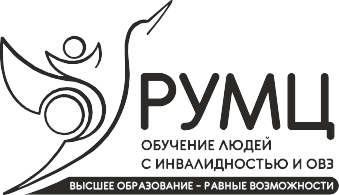 РУМЦ
ОБУЧЕНИЕ ЛЮДЕЙ
С ИНВАЛИДНОСТЬЮ И ОВЗ
ВЫСШЕЕ ОБРАЗОВАНИЕ – РАВНЫЕ ВОЗМОЖНОСТИ